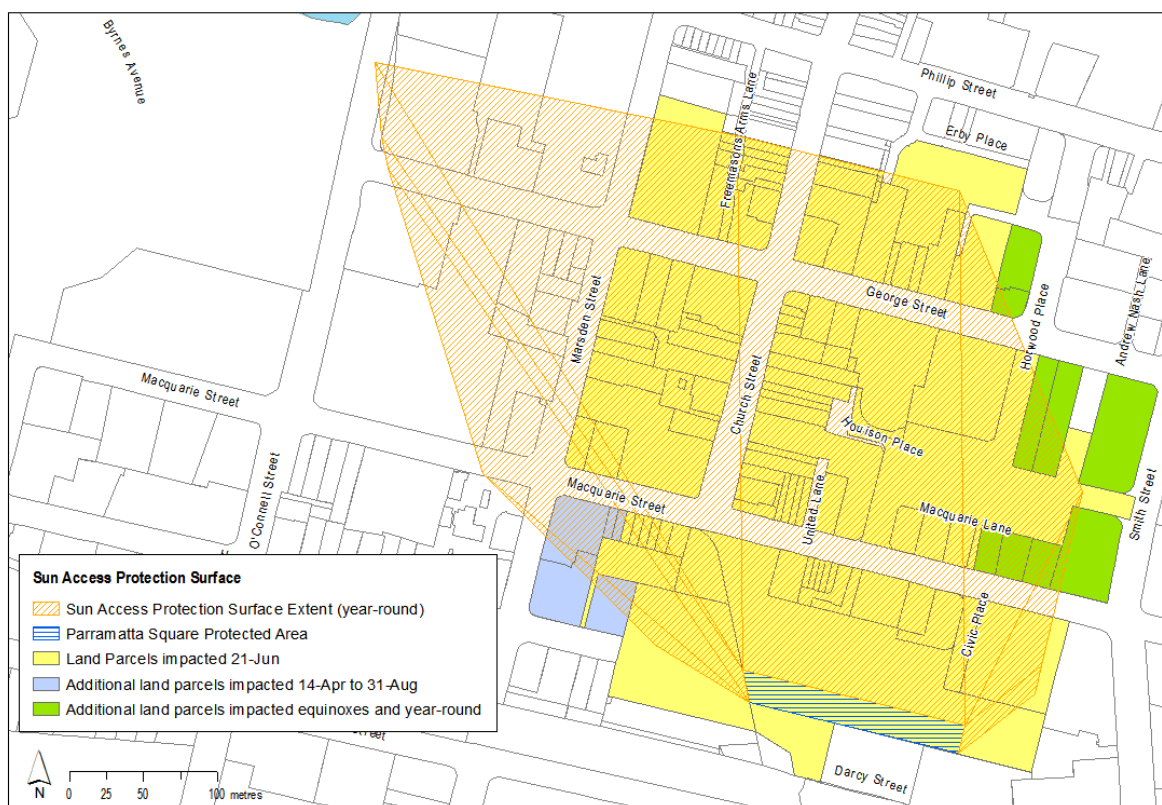 Byrnes Avenue
Phillip Street
Freemasons Arms Lane
Erby Place
George Street
Marsden Street
Horwood Place
Andrew Nash Lane
Macquarie Street
Church Street
Houison Place
Macquarie Street
United Lane
Macquarie Lane
Smith Street
O'Connell Street
Civic Place
Sun Access Protection Surface
Sun Access Protection Surface Extent (year-round)
Parramatta Square Protected Area
Land Parcels impacted 21-Jun
Additional land parcels impacted 14-Apr to 31-Aug
Additional land parcels impacted equinoxes and year-round
Darcy Street
N
0 25 50 100 metres